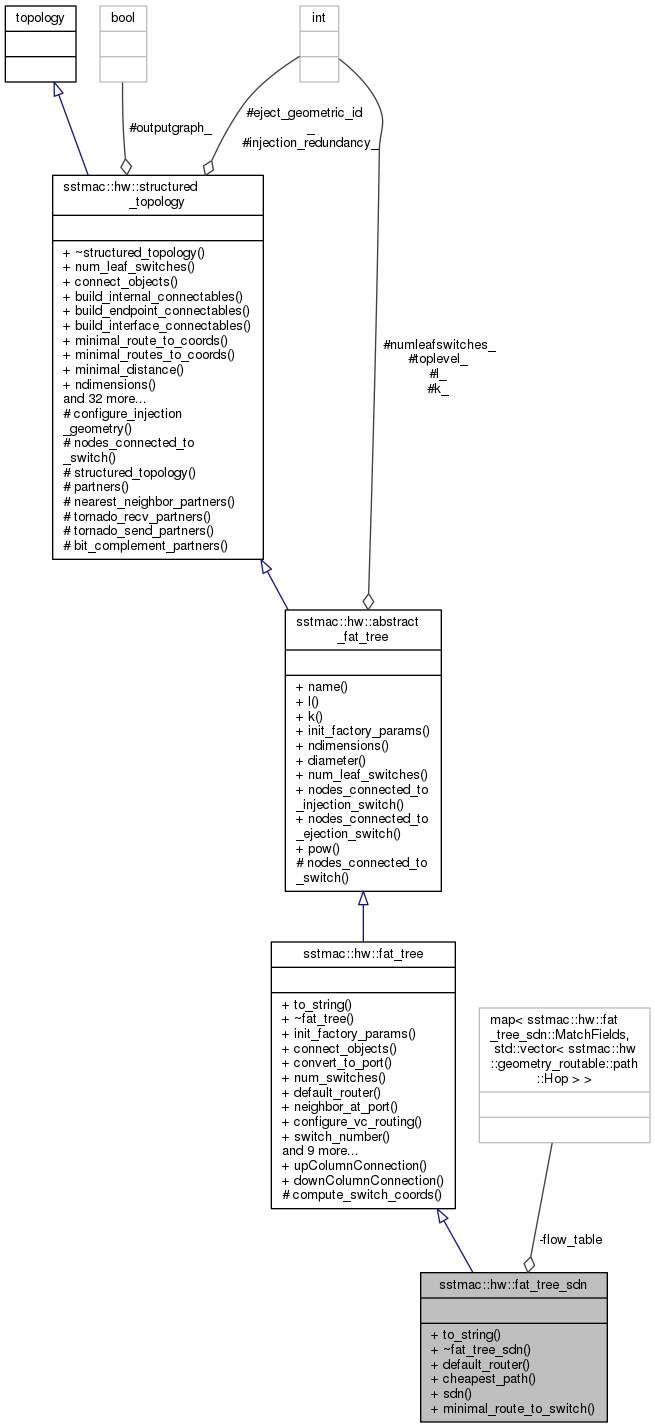 topology
bool
int
#outputgraph_
#eject_geometric_id
_
#injection_redundancy_
sstmac::hw::structured
_topology
+ ~structured_topology()
+ num_leaf_switches()
+ connect_objects()
+ build_internal_connectables()
+ build_endpoint_connectables()
+ build_interface_connectables()
+ minimal_route_to_coords()
+ minimal_routes_to_coords()
+ minimal_distance()
+ ndimensions()
and 32 more...
# configure_injection
_geometry()
# nodes_connected_to
_switch()
# structured_topology()
# partners()
# nearest_neighbor_partners()
# tornado_recv_partners()
# tornado_send_partners()
# bit_complement_partners()
#numleafswitches_
#toplevel_
#l_
#k_
sstmac::hw::abstract
_fat_tree
+ name()
+ l()
+ k()
+ init_factory_params()
+ ndimensions()
+ diameter()
+ num_leaf_switches()
+ nodes_connected_to
_injection_switch()
+ nodes_connected_to
_ejection_switch()
+ pow()
# nodes_connected_to
_switch()
sstmac::hw::fat_tree
+ to_string()
+ ~fat_tree()
+ init_factory_params()
+ connect_objects()
+ convert_to_port()
+ num_switches()
+ default_router()
+ neighbor_at_port()
+ configure_vc_routing()
+ switch_number()
and 9 more...
+ upColumnConnection()
+ downColumnConnection()
# compute_switch_coords()
map< sstmac::hw::fat
_tree_sdn::MatchFields,
std::vector< sstmac::hw
::geometry_routable::path
::Hop > >
-flow_table
sstmac::hw::fat_tree_sdn
+ to_string()
+ ~fat_tree_sdn()
+ default_router()
+ cheapest_path()
+ sdn()
+ minimal_route_to_switch()